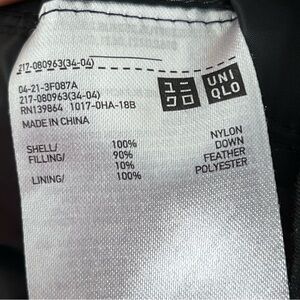 217-080963(34-04)
04-21-3F087A
217-080963(34-04)
RN139864 1017-0HA-18B
MADE IN CHINA
ユニクロ
UNI
QLO
SHELL/ 100% NYLON
FILLING/ 90% DOWN
10% FEATHER
LINING/ 100% POLYESTER